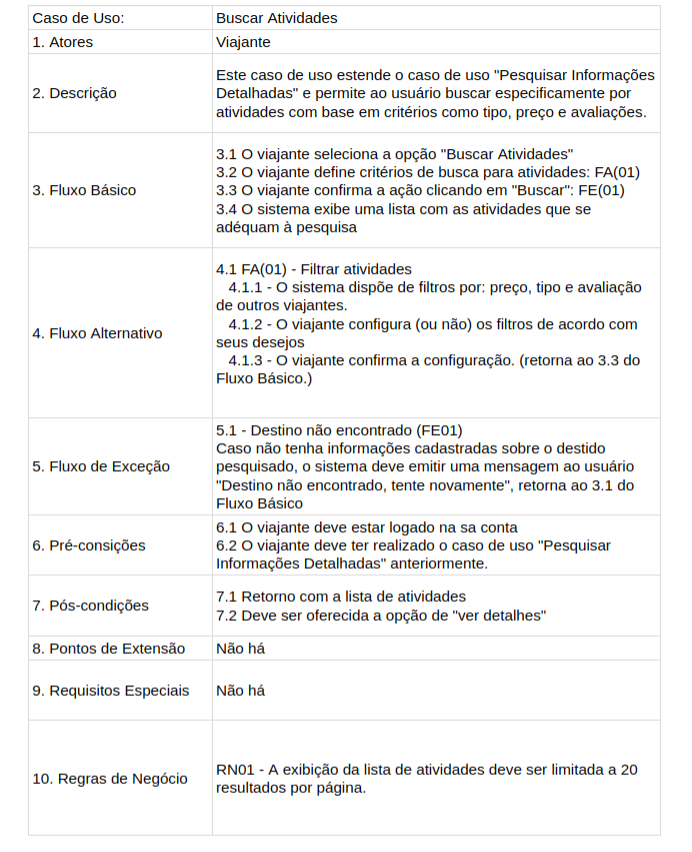 Caso de Uso: Buscar Atividades
1. Atores Viajante
2. Descrição
Este caso de uso estende o caso de uso "Pesquisar Informações
Detalhadas" e permite ao usuário buscar especificamente por
atividades com base em critérios como tipo, preço e avaliações.
3. Fluxo Básico
3.1 O viajante seleciona a opção "Buscar Atividades"
3.2 O viajante define critérios de busca para atividades: FA(01)
3.3 O viajante confirma a ação clicando em "Buscar": FE(01)
3.4 O sistema exibe uma lista com as atividades que se
adéquam à pesquisa
4. Fluxo Alternativo
4.1 FA(01) - Filtrar atividades
4.1.1 - O sistema dispõe de filtros por: preço, tipo e avaliação
de outros viajantes.
4.1.2 - O viajante configura (ou não) os filtros de acordo com
seus desejos
4.1.3 - O viajante confirma a configuração. (retorna ao 3.3 do
Fluxo Básico.)
5. Fluxo de Exceção
5.1 - Destino não encontrado (FE01)
Caso não tenha informações cadastradas sobre o destido
pesquisado, o sistema deve emitir uma mensagem ao usuário
"Destino não encontrado, tente novamente", retorna ao 3.1 do
Fluxo Básico
6. Pré-consições
6.1 O viajante deve estar logado na sa conta
6.2 O viajante deve ter realizado o caso de uso "Pesquisar
Informações Detalhadas" anteriormente.
7. Pós-condições
7.1 Retorno com a lista de atividades
7.2 Deve ser oferecida a opção de "ver detalhes"
8. Pontos de Extensão Não há
9. Requisitos Especiais Não há
10. Regras de Negócio
RN01 - A exibição da lista de atividades deve ser limitada a 20
resultados por página.